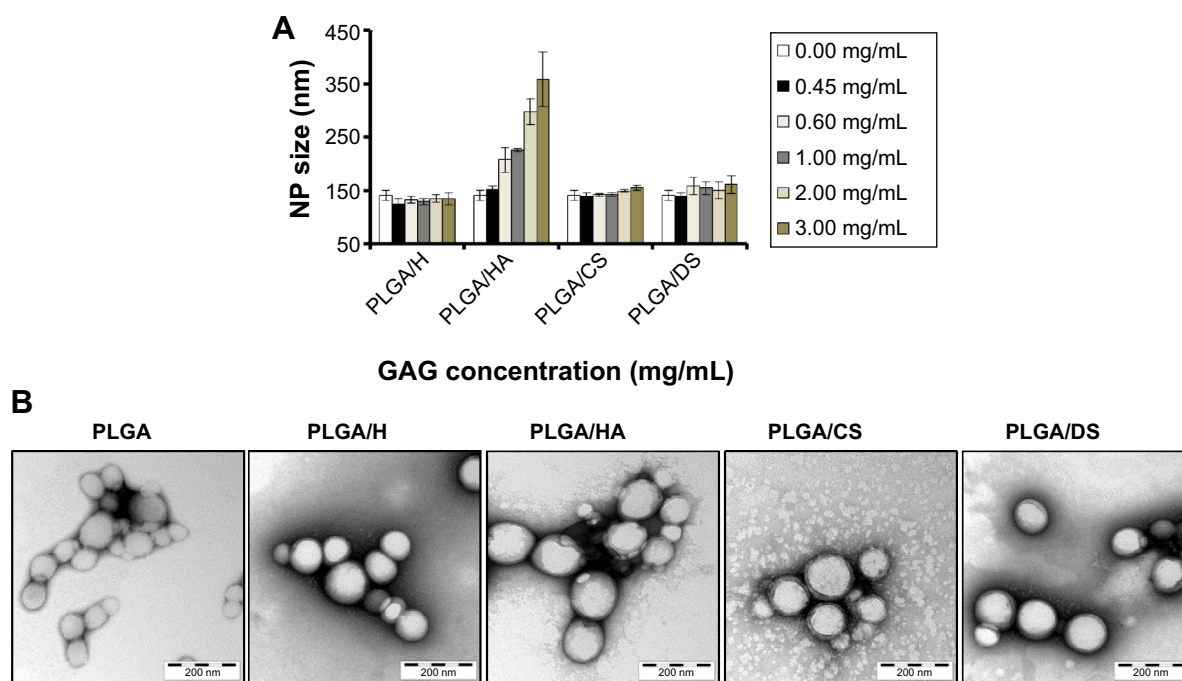 A
450
350
250
150
50
NP size (nm)
PLGA/H
PLGA/HA
PLGA/CS
PLGA/DS
GAG concentration (mg/mL)
0.00 mg/mL
0.45 mg/mL
0.60 mg/mL
1.00 mg/mL
2.00 mg/mL
3.00 mg/mL
B
PLGA
PLGA/H
PLGA/HA
PLGA/CS
PLGA/DS
200 nm
200 nm
200 nm
200 nm
200 nm